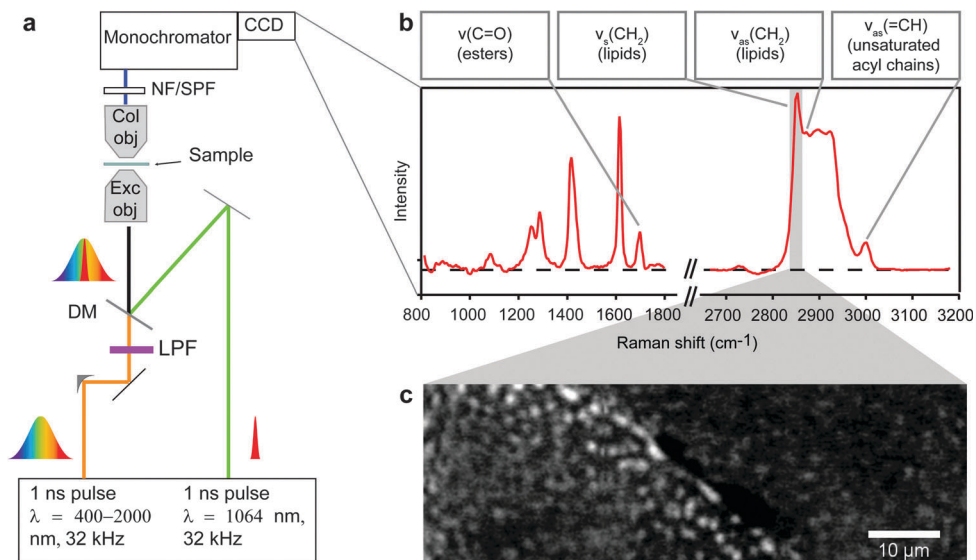 a
Monochromator
CCD
NF/SPF
Col
obj
Sample
Exc
obj
DM
LPF
1 ns pulse
λ = 400–2000
nm, 32 kHz
1 ns pulse
λ = 1064 nm,
32 kHz
b
ν(C=O)
(esters)
νs(CH2)
(lipids)
νas(CH2)
(lipids)
νas(=CH)
(unsaturated
acyl chains)
Intensity
800 1000 1200 1400 1600 1800 2700 2800 2900 3000 3100 3200
Raman shift (cm-1)
c
10 μm